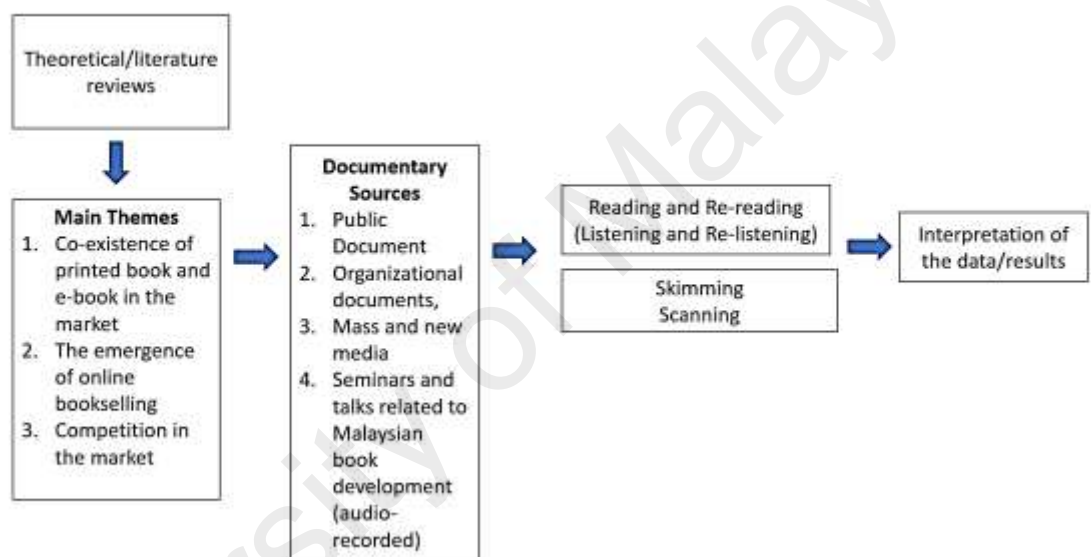 Theoretical/literature
reviews
Main Themes
1. Co-existence of
printed book and
e-book in the
market
2. The emergence
of online
bookselling
3. Competition in
the market
Documentary
Sources
1. Public
Document
2. Organizational
documents,
3. Mass and new
media
4. Seminars and
talks related to
Malaysian
book
development
(audio-
recorded)
Reading and Re-reading
(Listening and Re-listening)
Skimming
Scanning
Interpretation of
the data/results
ersity of Malay